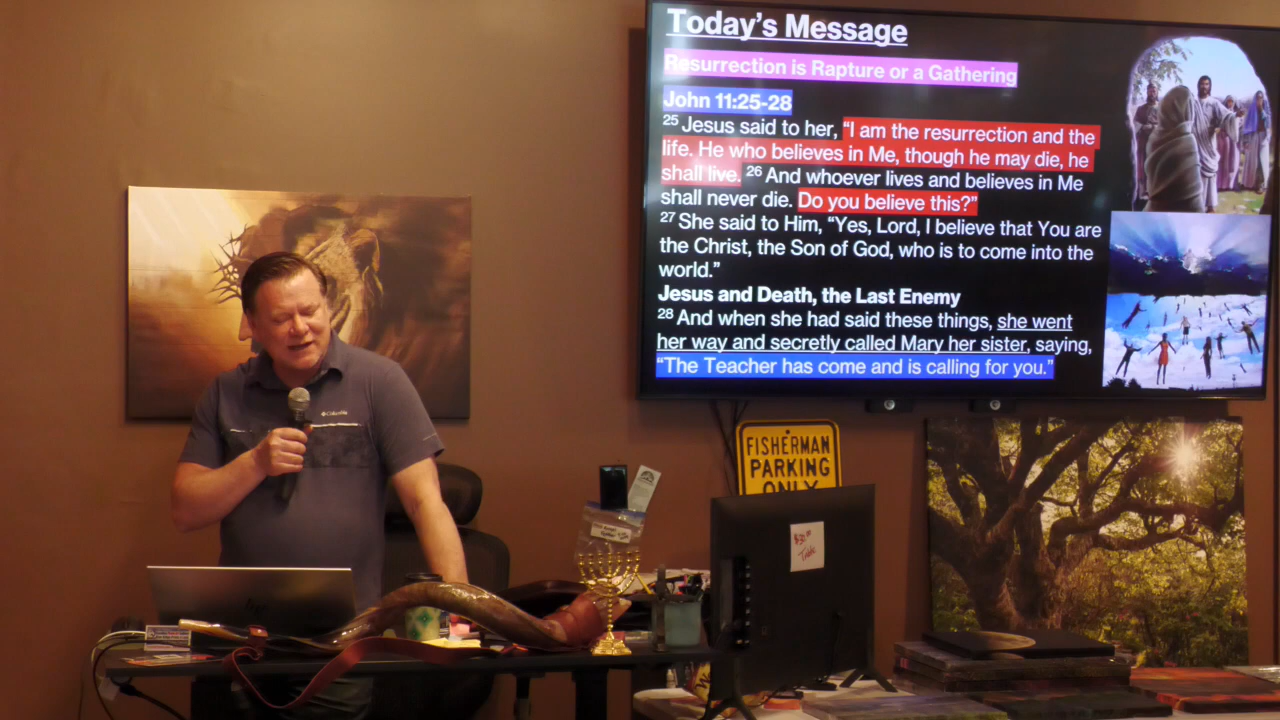 Today's Message
Resurrection is Rapture or a Gathering
John 11:25-28
25 Jesus said to her, "I am the resurrection and the
life. He who believes in Me, though he may die, he
shall live. 26 And whoever lives and believes in Me
shall never die. Do you believe this?"
27 She said to Him, "Yes, Lord, I believe that You are
the Christ, the Son of God, who is to come into the
world."
Jesus and Death, the Last Enemy
28 And when she had said these things, she went
her way and secretly called Mary her sister, saying,
"The Teacher has come and is calling for you."
Columbia
FISHERMAN
PARKING
ONLY
hp